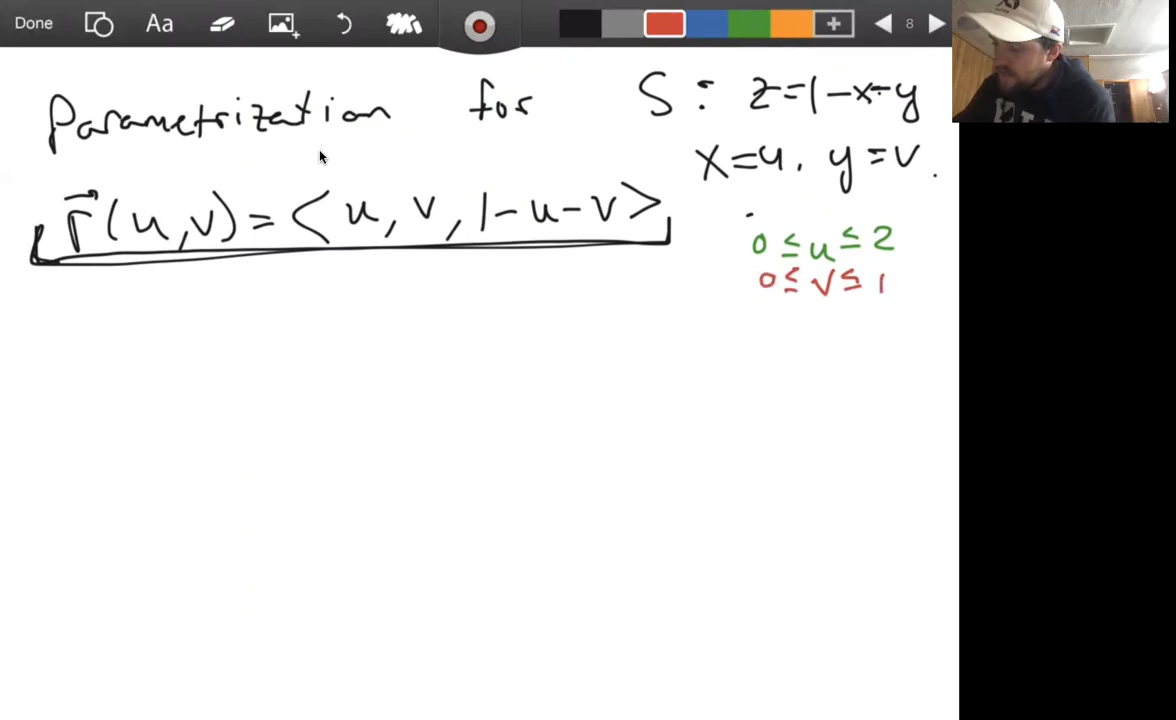 Done Aa 8
Parametrization for S: z=1-x-y
x=u, y=v.
r⃗(u,v)=<u, v, 1-u-v>
0≤u≤2
0≤v≤1